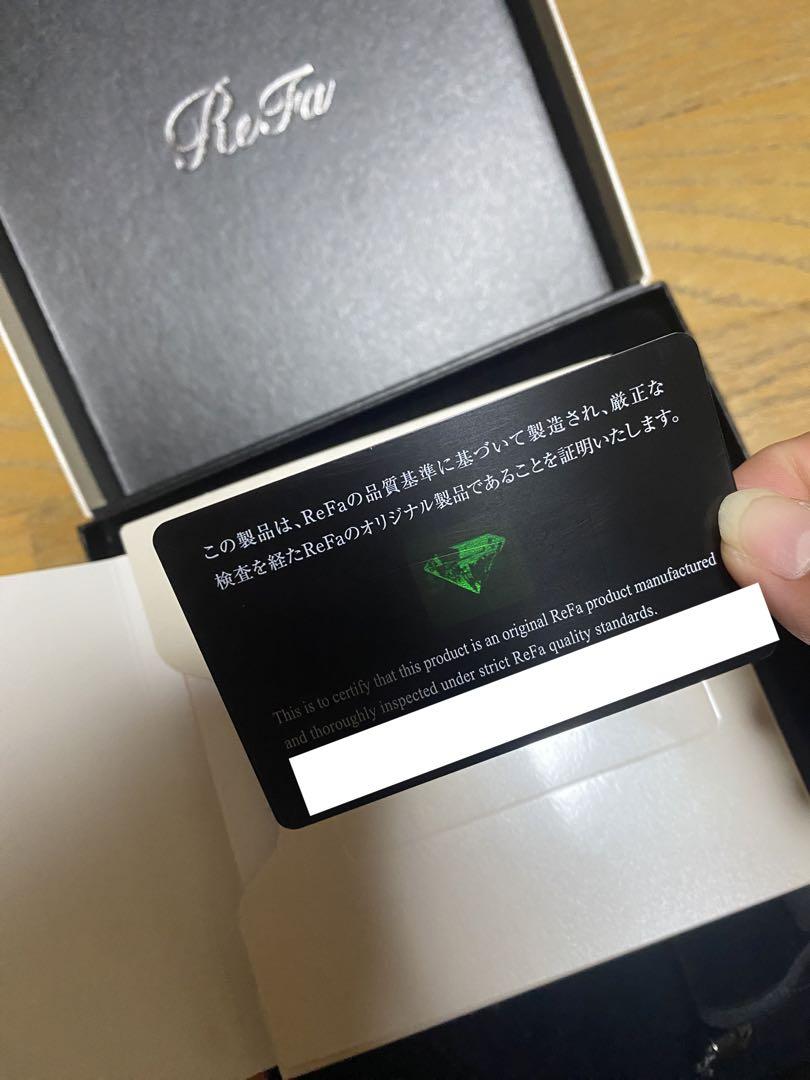 ReFa
この製品は、ReFaの品質基準に基づいて製造され、厳正な
検査を経たReFaのオリジナル製品であることを証明いたします。
This is to certify that this product is an original ReFa product manufactured
and thoroughly inspected under strict ReFa quality standards.